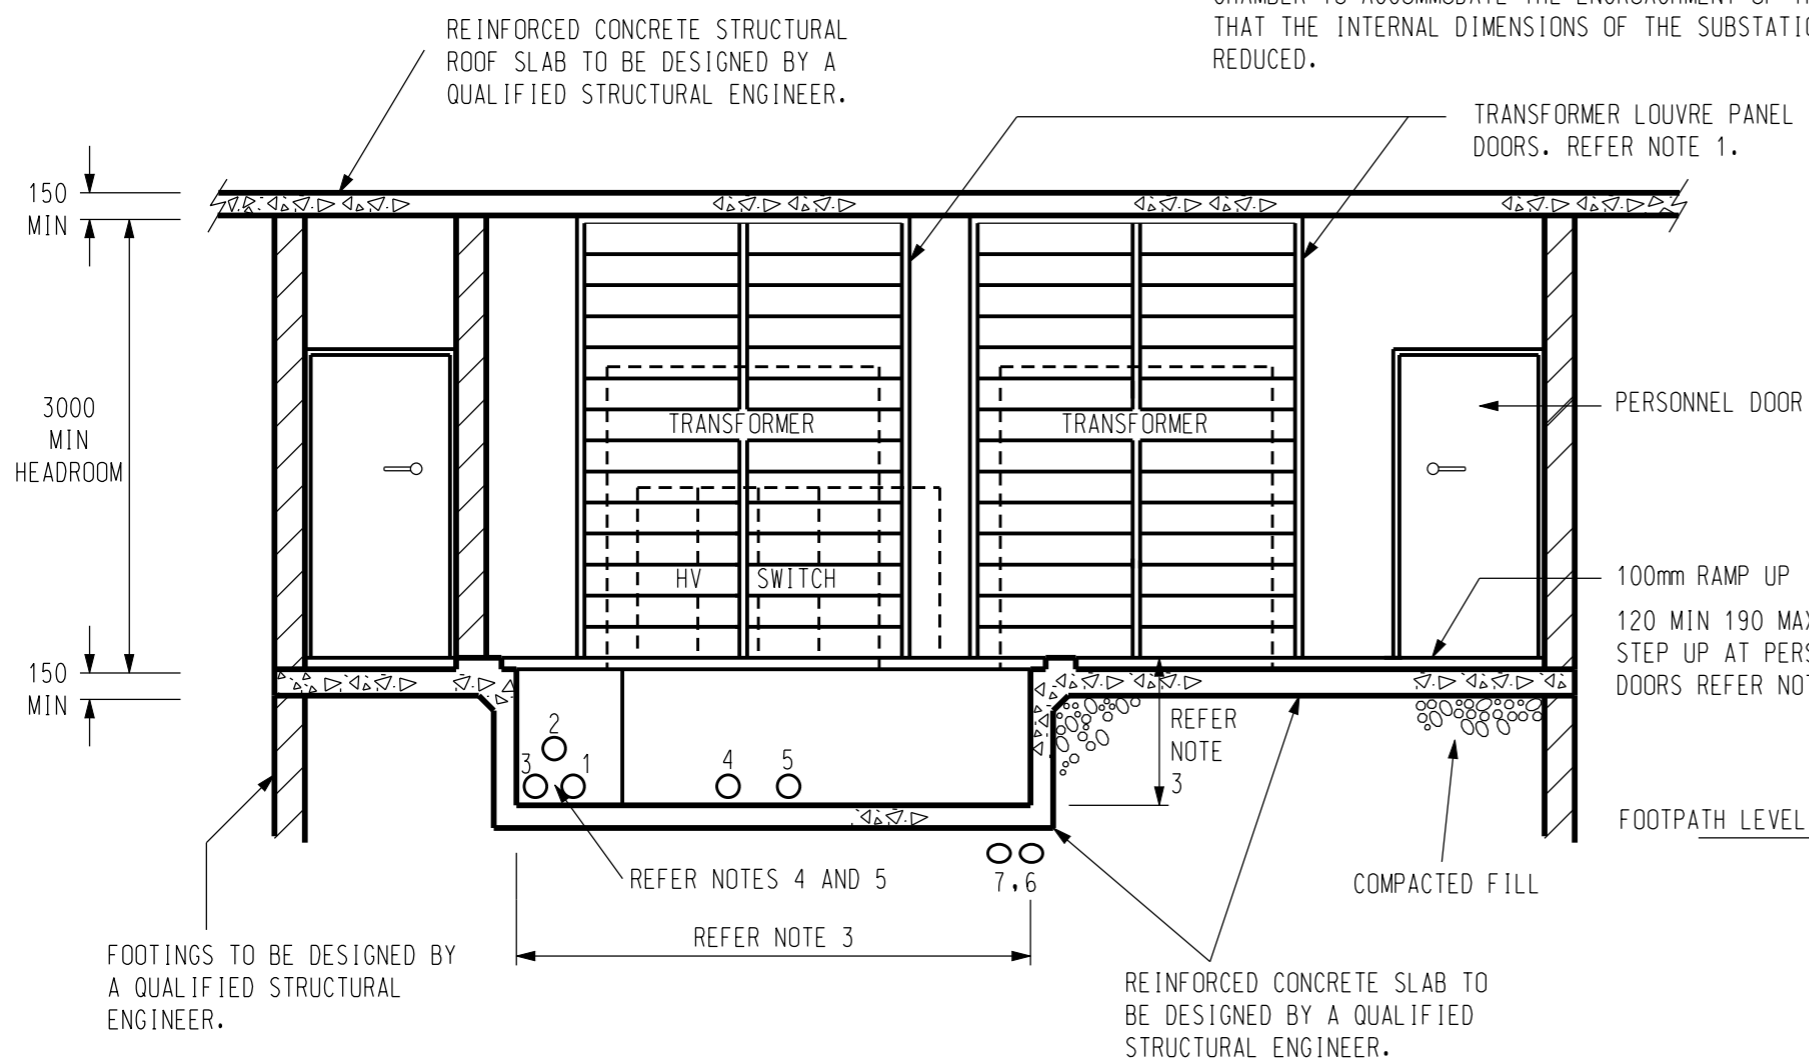 THAT THE INTERNAL DIMENSIONS OF THE SUBSTATIO
REDUCED.
REINFORCED CONCRETE STRUCTURAL
ROOF SLAB TO BE DESIGNED BY A
QUALIFIED STRUCTURAL ENGINEER.
TRANSFORMER LOUVRE PANEL
DOORS. REFER NOTE 1.
150
MIN
3000
MIN
HEADROOM
150
MIN
TRANSFORMER
TRANSFORMER
HV SWITCH
PERSONNEL DOOR
100mm RAMP UP
120 MIN 190 MAX
STEP UP AT PERS
DOORS REFER NOT
REFER
NOTE
3
2
3
1
4
5
7,6
FOOTPATH LEVEL
COMPACTED FILL
REFER NOTES 4 AND 5
REFER NOTE 3
FOOTINGS TO BE DESIGNED BY
A QUALIFIED STRUCTURAL
ENGINEER.
REINFORCED CONCRETE SLAB TO
BE DESIGNED BY A QUALIFIED
STRUCTURAL ENGINEER.